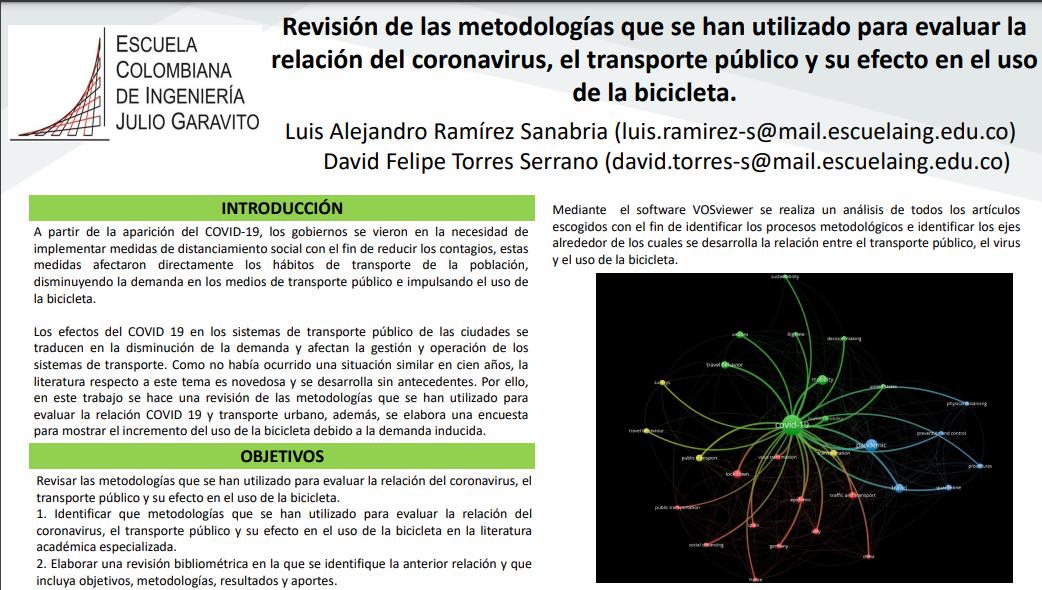 ESCUELA
COLOMBIANA
DE INGENIERÍA
JULIO GARAVITO
Revisión de las metodologías que se han utilizado para evaluar la
relación del coronavirus, el transporte público y su efecto en el uso
de la bicicleta.
Luis Alejandro Ramírez Sanabria (luis.ramirez-s@mail.escuelaing.edu.co)
David Felipe Torres Serrano (david.torres-s@mail.escuelaing.edu.co)
INTRODUCCIÓN
A partir de la aparición del COVID-19, los gobiernos se vieron en la necesidad de
implementar medidas de distanciamiento social con el fin de reducir los contagios, estas
medidas afectaron directamente los hábitos de transporte de la población,
disminuyendo la demanda en los medios de transporte público e impulsando el uso de
la bicicleta.
Los efectos del COVID 19 en los sistemas de transporte público de las ciudades se
traducen en la disminución de la demanda y afectan la gestión y operación de los
sistemas de transporte. Como no había ocurrido una situación similar en cien años, la
literatura respecto a este tema es novedosa y se desarrolla sin antecedentes. Por ello,
en este trabajo se hace una revisión de las metodologías que se han utilizado para
evaluar la relación COVID 19 y transporte urbano, además, se elabora una encuesta
para mostrar el incremento del uso de la bicicleta debido a la demanda inducida.
OBJETIVOS
Revisar las metodologías que se han utilizado para evaluar la relación del coronavirus, el
transporte público y su efecto en el uso de la bicicleta.
1. Identificar que metodologías que se han utilizado para evaluar la relación del
coronavirus, el transporte público y su efecto en el uso de la bicicleta en la literatura
académica especializada.
2. Elaborar una revisión bibliométrica en la que se identifique la anterior relación y que
incluya objetivos, metodologías, resultados y aportes.
Mediante el software VOSviewer se realiza un análisis de todos los artículos
escogidos con el fin de identificar los procesos metodológicos e identificar los ejes
alrededor de los cuales se desarrolla la relación entre el transporte público, el virus
y el uso de la bicicleta.
sustainability
decision making
travel behavior
mobility
united states
physical distancing
covid-19
travel behaviour
prevention and control
pandemic
public transport
virus transmission
transportation
lockdown
procedures
travel
quarantine
epidemic
traffic and transport
public transportation
spain
italy
social distancing
germany
china
france